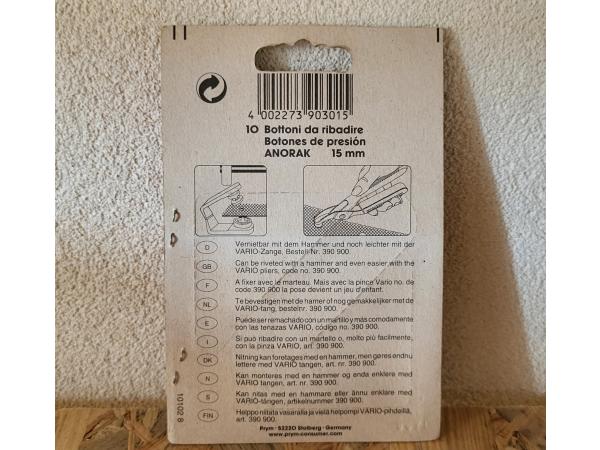 4 002273 903015
10 Bottoni da ribadire
Botones de presión
ANORAK 15 mm
D Vernietbar mit dem Hammer und noch leichter mit der
VARIO-Zange, Bestell-Nr. 390 900.
GB Can be riveted with a hammer and even easier with the
VARIO pliers, code no. 390 900.
F A fixer avec le marteau. Mais avec la pince Vario no. de
code 390 900 la pose devient un jeu d'enfant.
NL Te bevestigen met de hamer of nog gemakkelijker met de
VARIO-tang, bestelnr. 390 900.
E Puede ser remachado con un martillo y más comodamente
con las tenazas VARIO, código no. 390 900.
I Si può ribadire con un martello o, molto più facilmente,
con la pinza VARIO, art. 390 900.
DK Nitning kan foretages med en hammer, men gøres endnu
lettere med VARIO tangen, art. nr. 390 900.
N Kan monteres med en hammer og enda enklere med
VARIO tangen, art. nr. 390 900.
S Kan nitas med en hammare eller ännu enklare med
VARIO-tången, artikelnummer 390 900.
FIN Helppo niitata vasaralla ja vielä helpompi VARIO-pihdeillä,
art. 390 900.
Prym · 52220 Stolberg · Germany
www.prym-consumer.com
10102 8